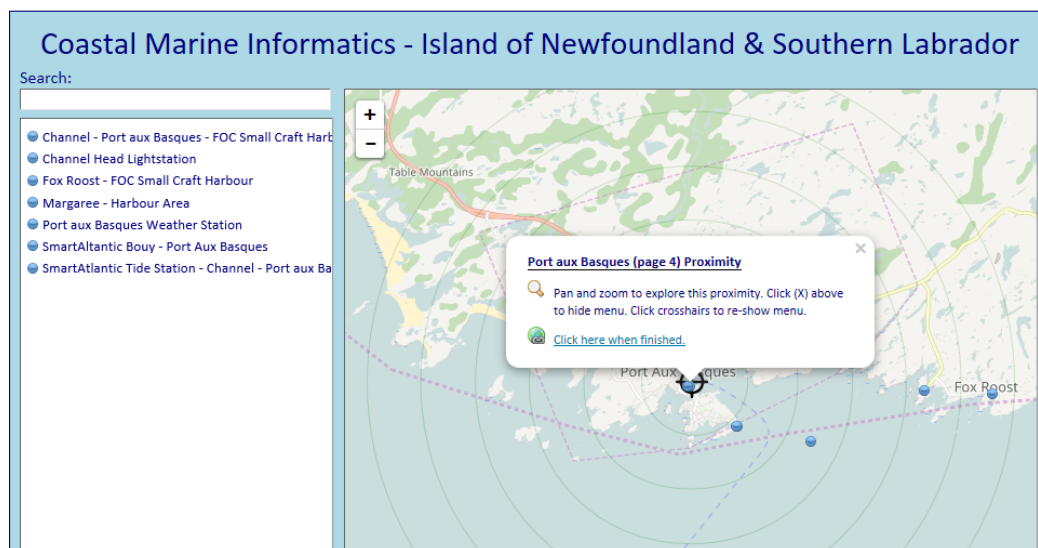 Coastal Marine Informatics - Island of Newfoundland & Southern Labrador
Search:
Channel - Port aux Basques - FOC Small Craft Harb
Channel Head Lightstation
Fox Roost - FOC Small Craft Harbour
Margaree - Harbour Area
Port aux Basques Weather Station
SmartAltantic Bouy - Port Aux Basques
SmartAtlantic Tide Station - Channel - Port aux Ba
+
−
Table Mountains
×
Port aux Basques (page 4) Proximity
Pan and zoom to explore this proximity. Click (X) above
to hide menu. Click crosshairs to re-show menu.
Click here when finished.
Port Aux Basques
Fox Roost